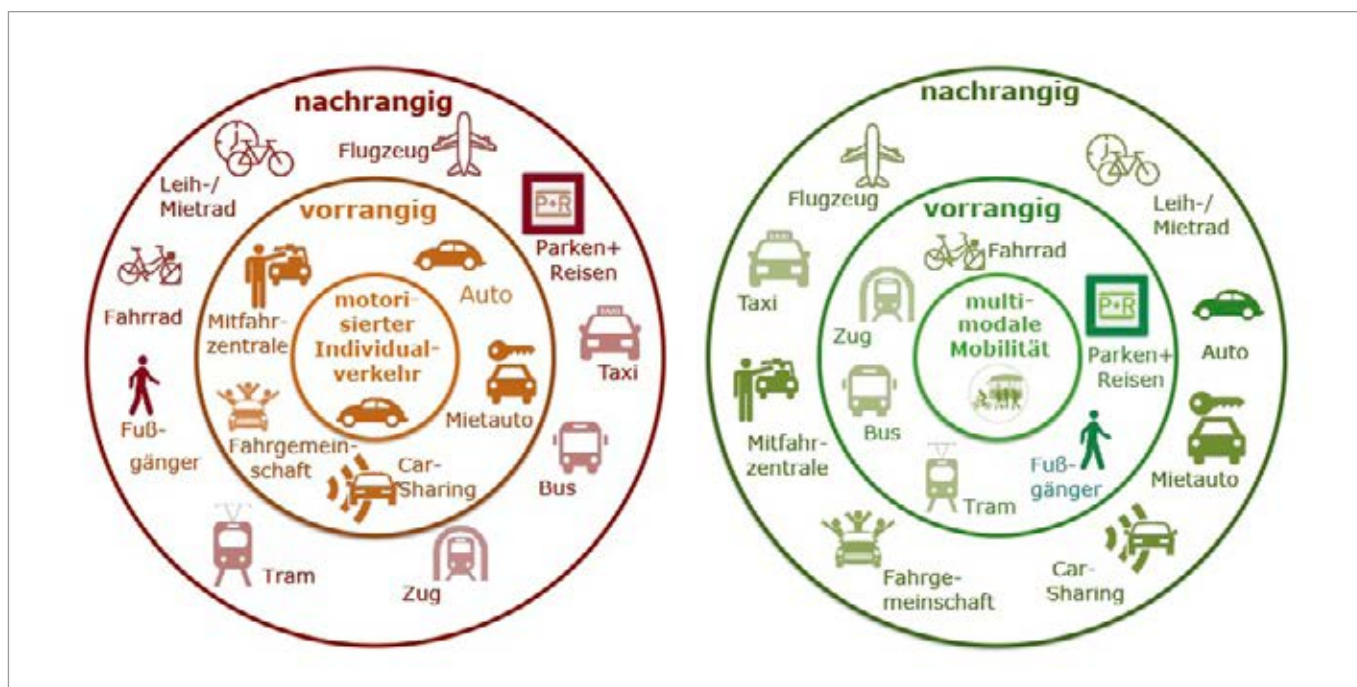 nachrangig
Flugzeug
Leih-/
Mietrad
P+R
Parken+
Reisen
Fahrrad
Taxi
Fuß-
gänger
Bus
Tram
Zug
vorrangig
Auto
Mitfahr-
zentrale
Mietauto
Fahrgemein-
schaft
Car-
Sharing
motori-
sierter
Individual-
verkehr
nachrangig
Flugzeug
Leih-/
Mietrad
TAXI
Taxi
Auto
Mitfahr-
zentrale
Mietauto
Fahrge-
meinschaft
Car-
Sharing
vorrangig
Fahrrad
Zug
P+R
Parken+
Reisen
Bus
Fuß-
gänger
Tram
multi-
modale
Mobilität